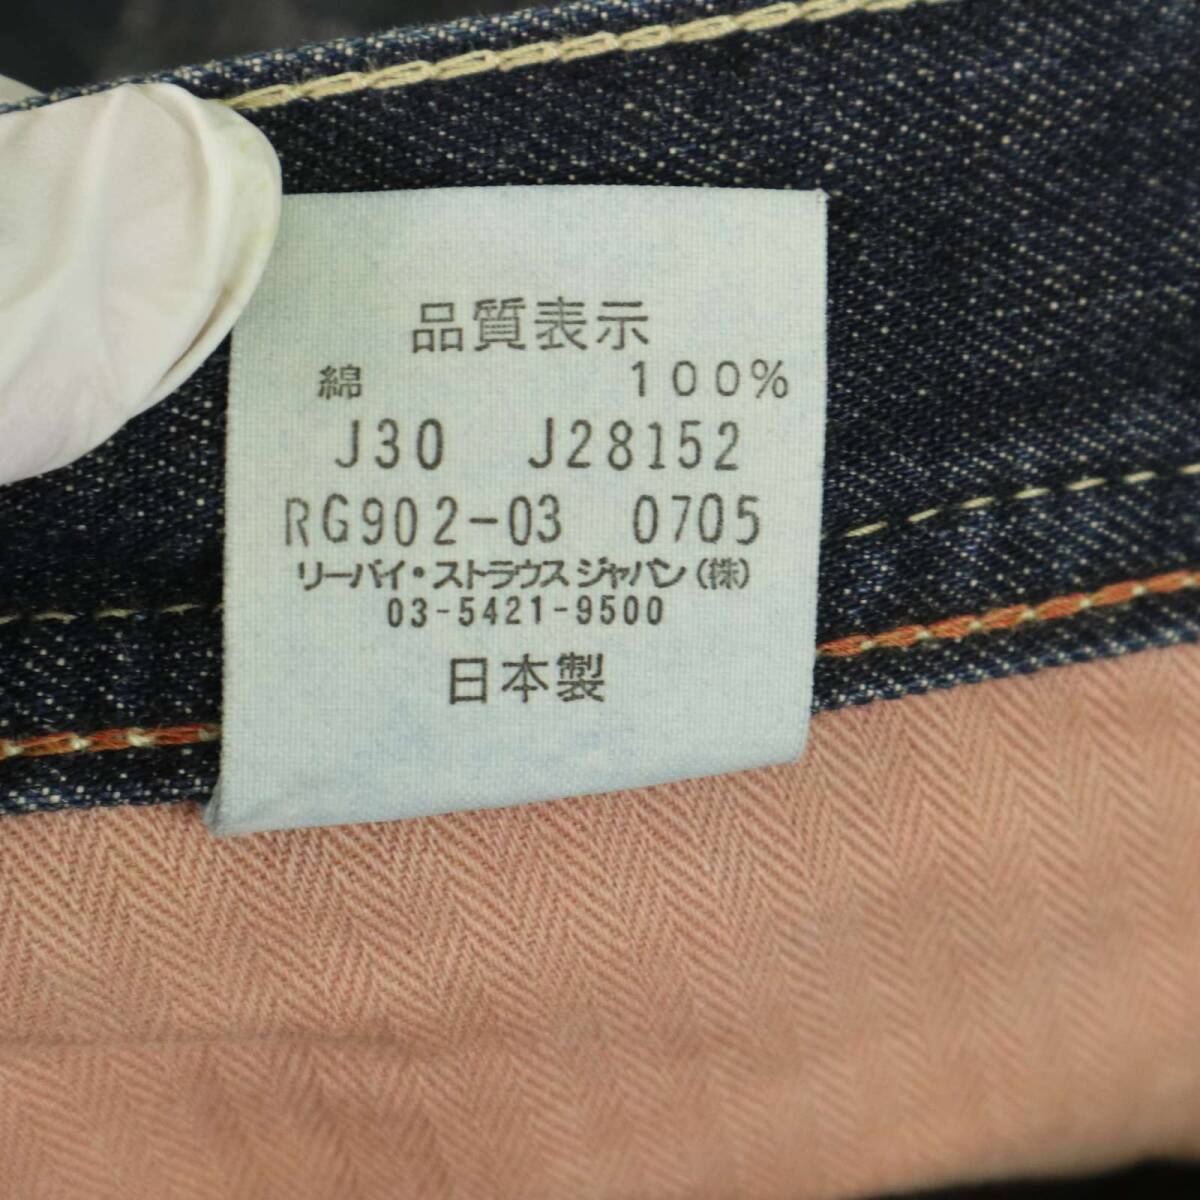 品質表示
綿 100%
J30 J28152
RG902-03 0705
リーバイ・ストラウス ジャパン(株)
03-5421-9500
日本製